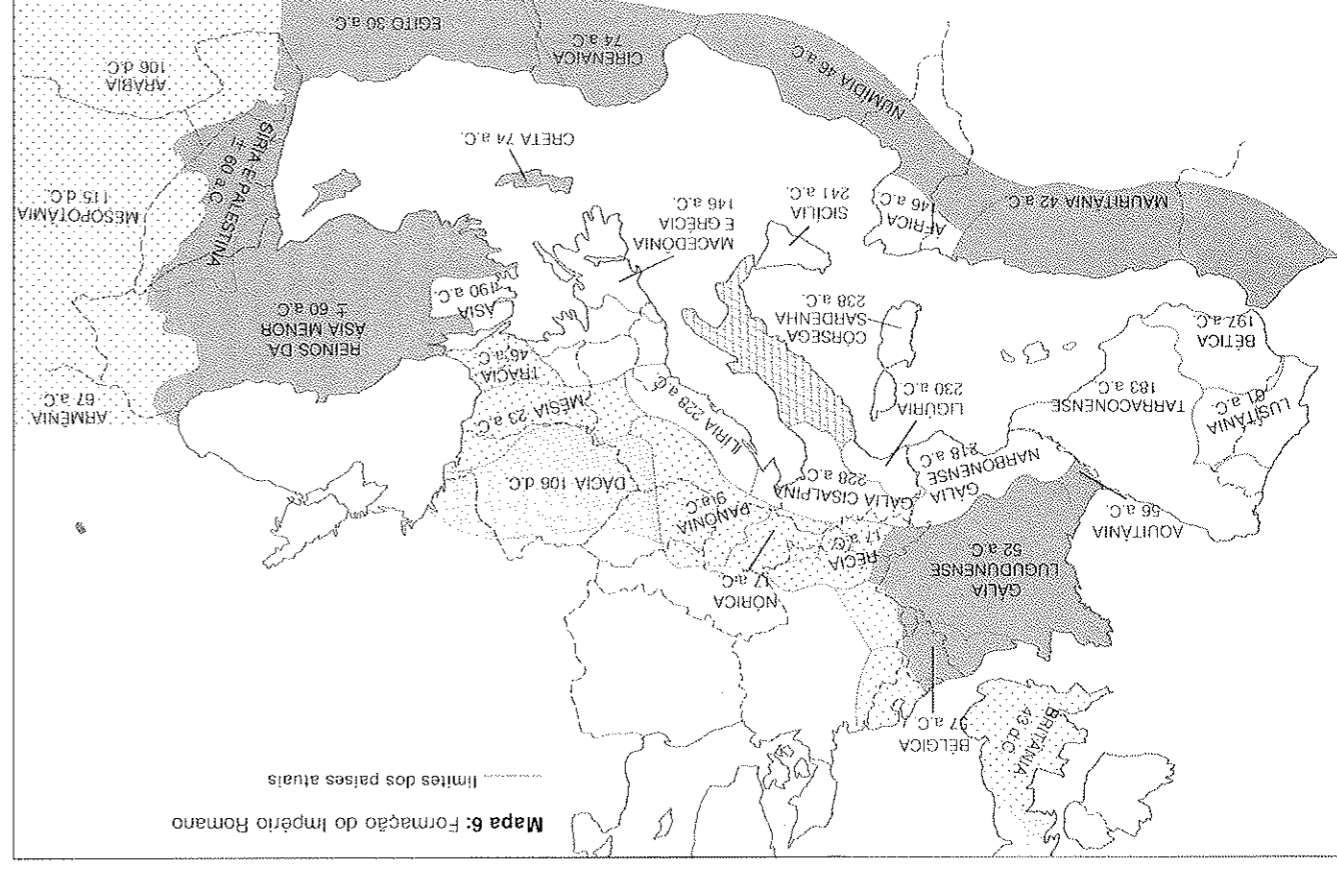 Mapa 6: Formação do Império Romano
limites dos países atuais
BRITÂNIA
43 d.C.
BÉLGICA
57 a.C.
GÁLIA
LUGUDUNENSE
52 a.C.
NÓRICA
17 a.C.
RÉCIA
17 a.C.
PANÔNIA
9 a.C.
DÁCIA 106 d.C.
AQUITÂNIA
56 a.C.
GÁLIA
NARBONENSE
218 a.C.
GÁLIA CISALPINA
228 a.C.
ILÍRIA 228 a.C.
MÉSIA 23 a.C.
TRÁCIA
46 a.C.
ARMÊNIA
67 a.C.
LUSITÂNIA
61 a.C.
TARRACONENSE
183 a.C.
BÉTICA
197 a.C.
LIGÚRIA
230 a.C.
CÓRSEGA
SARDENHA
238 a.C.
ÁSIA
190 a.C.
REINOS DA
ÁSIA MENOR
± 60 a.C.
MACEDÔNIA
E GRÉCIA
146 a.C.
SICÍLIA
241 a.C.
ÁFRICA
146 a.C.
MAURITÂNIA 42 a.C.
NUMÍDIA 46 a.C.
CRETA 74 a.C.
SÍRIA E PALESTINA
± 60 a.C.
MESOPOTÂMIA
115 d.C.
ARÁBIA
106 d.C.
CIRENAICA
74 a.C.
EGITO 30 a.C.